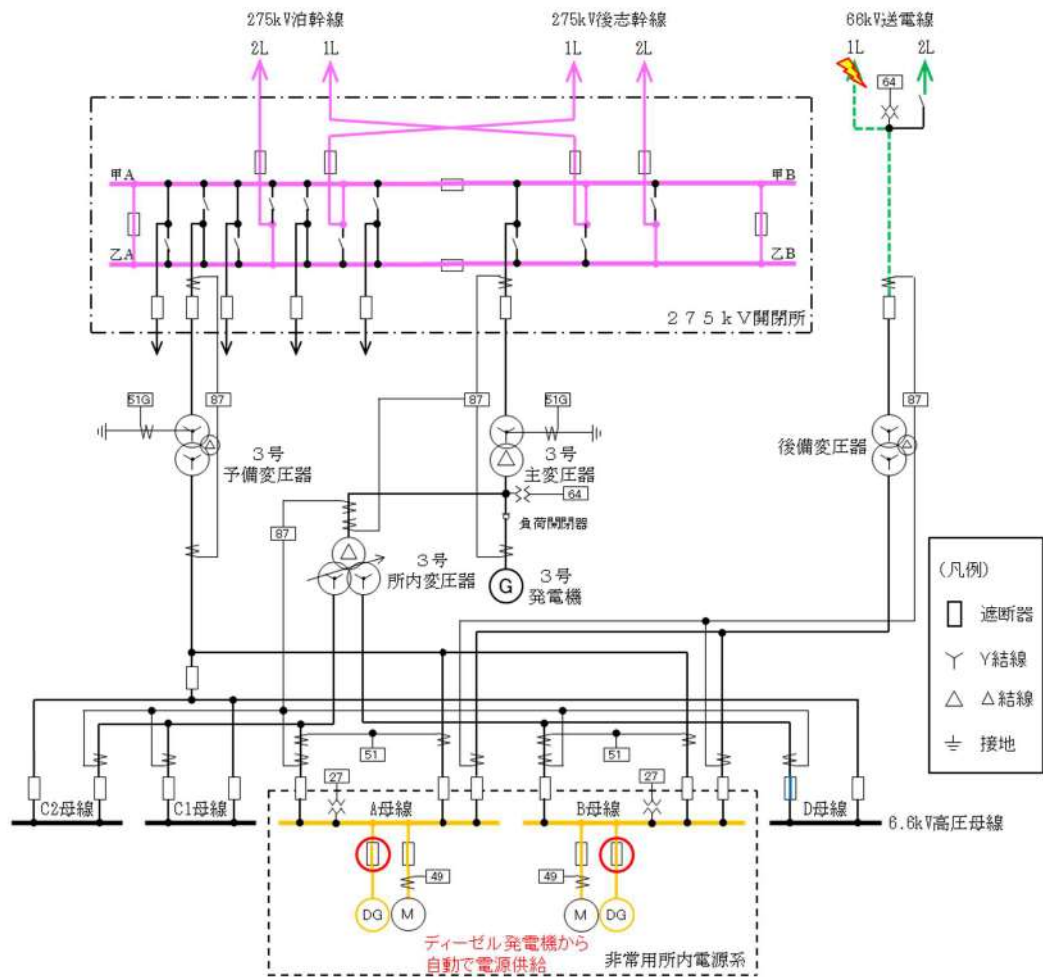 275kV泊幹線
275kV後志幹線
66kV送電線
2L
1L
1L
2L
1L
2L
64
甲A
甲B
乙A
乙B
275kV開閉所
51G
87
87
51G
87
3号
予備変圧器
3号
主変圧器
後備変圧器
64
87
負荷開閉器
3号
所内変圧器
G
3号
発電機
(凡例)
遮断器
Y結線
Δ結線
接地
51
51
27
27
C2母線
C1母線
A母線
B母線
D母線
6.6kV高圧母線
49
49
DG
M
M
DG
ディーゼル発電機から
自動で電源供給
非常用所内電源系